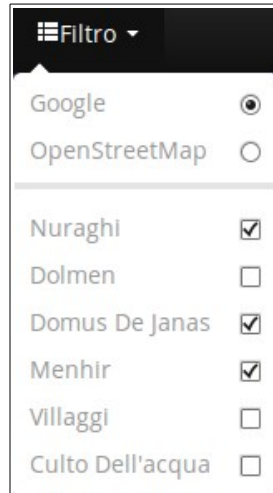 Filtro
Google
OpenStreetMap
Nuraghi
Dolmen
Domus De Janas
Menhir
Villaggi
Culto Dell'acqua